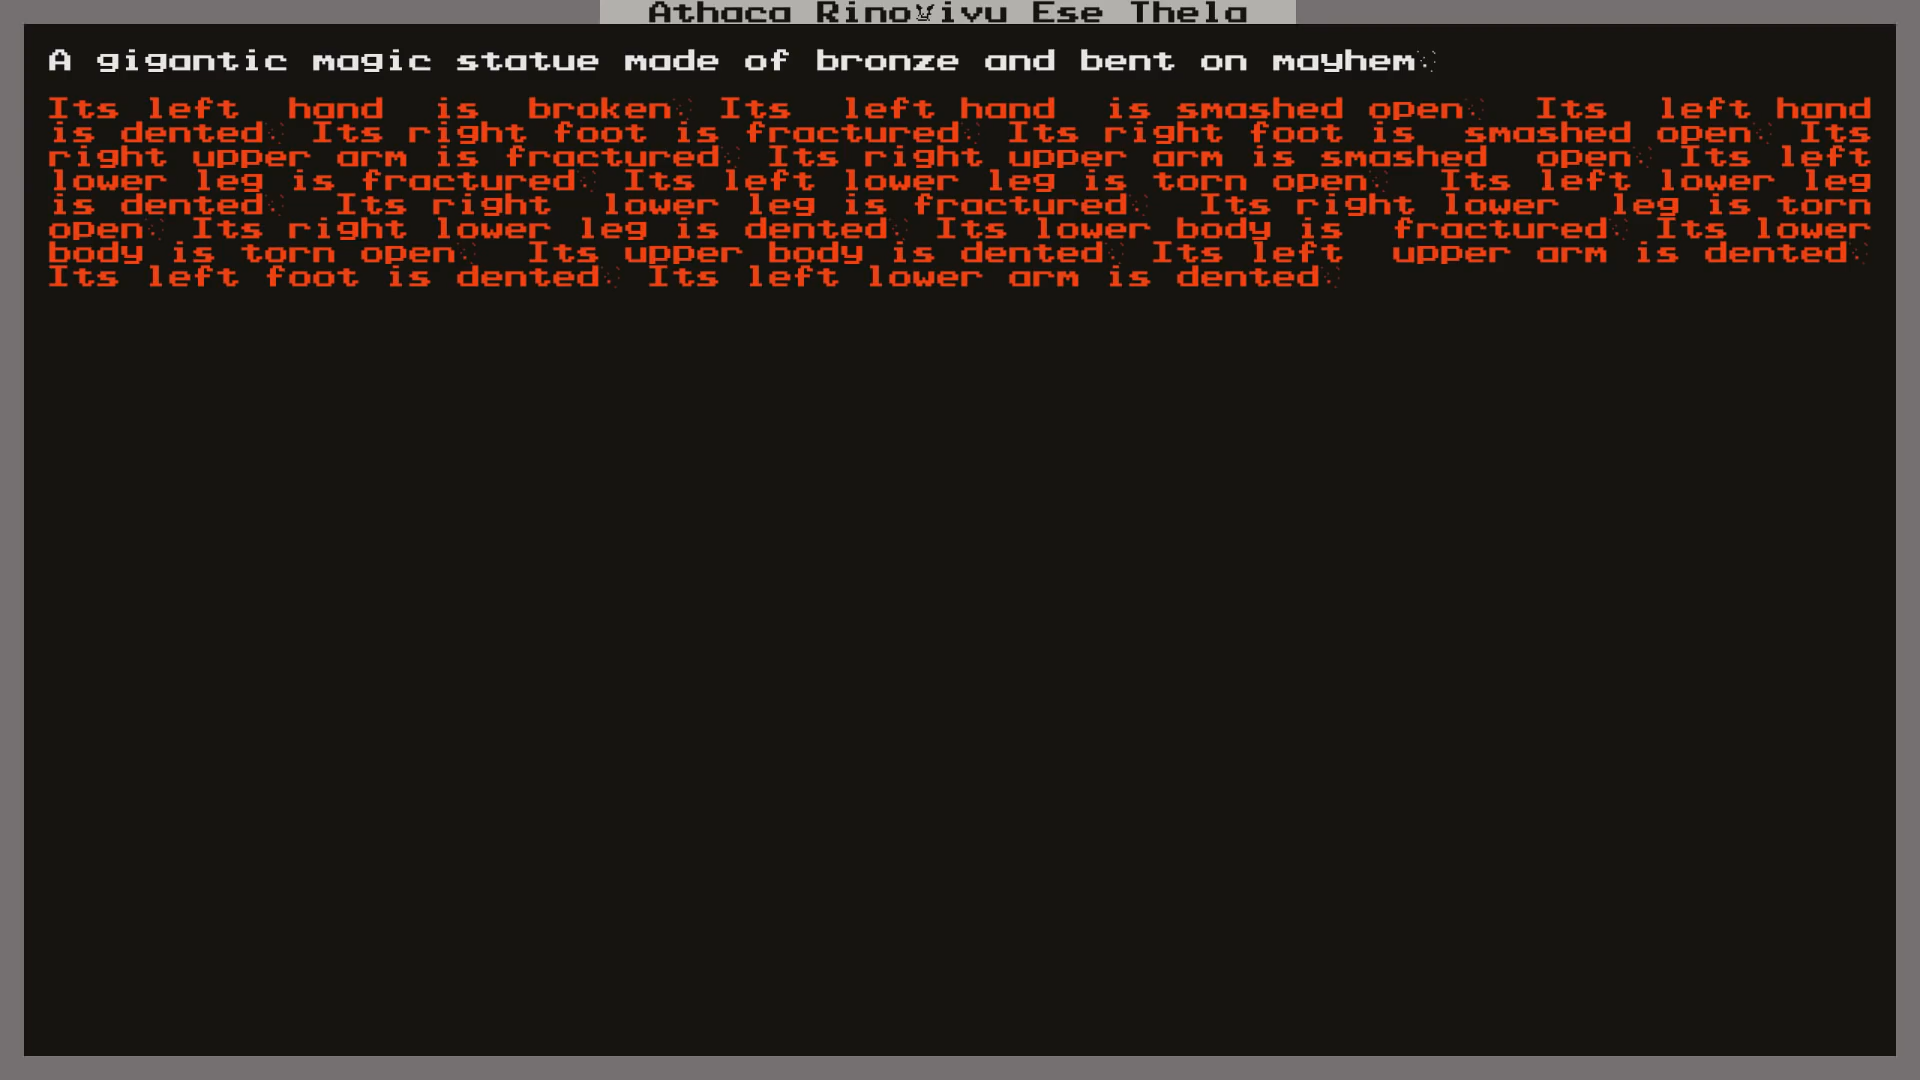 Athaca Rino Ese Thela
A gigantic magic statue made of bronze and bent on mayhem.
Its left hand is broken. Its left hand is smashed open. Its left hand
is dented. Its right foot is fractured. Its right foot is smashed open. Its
right upper arm is fractured. Its right upper arm is smashed open. Its left
lower leg is fractured. Its left lower leg is torn open. Its left lower leg
is dented. Its right lower leg is fractured. Its right lower leg is torn
open. Its right lower leg is dented. Its lower body is fractured. Its lower
body is torn open. Its upper body is dented. Its left upper arm is dented.
Its left foot is dented. Its left lower arm is dented.